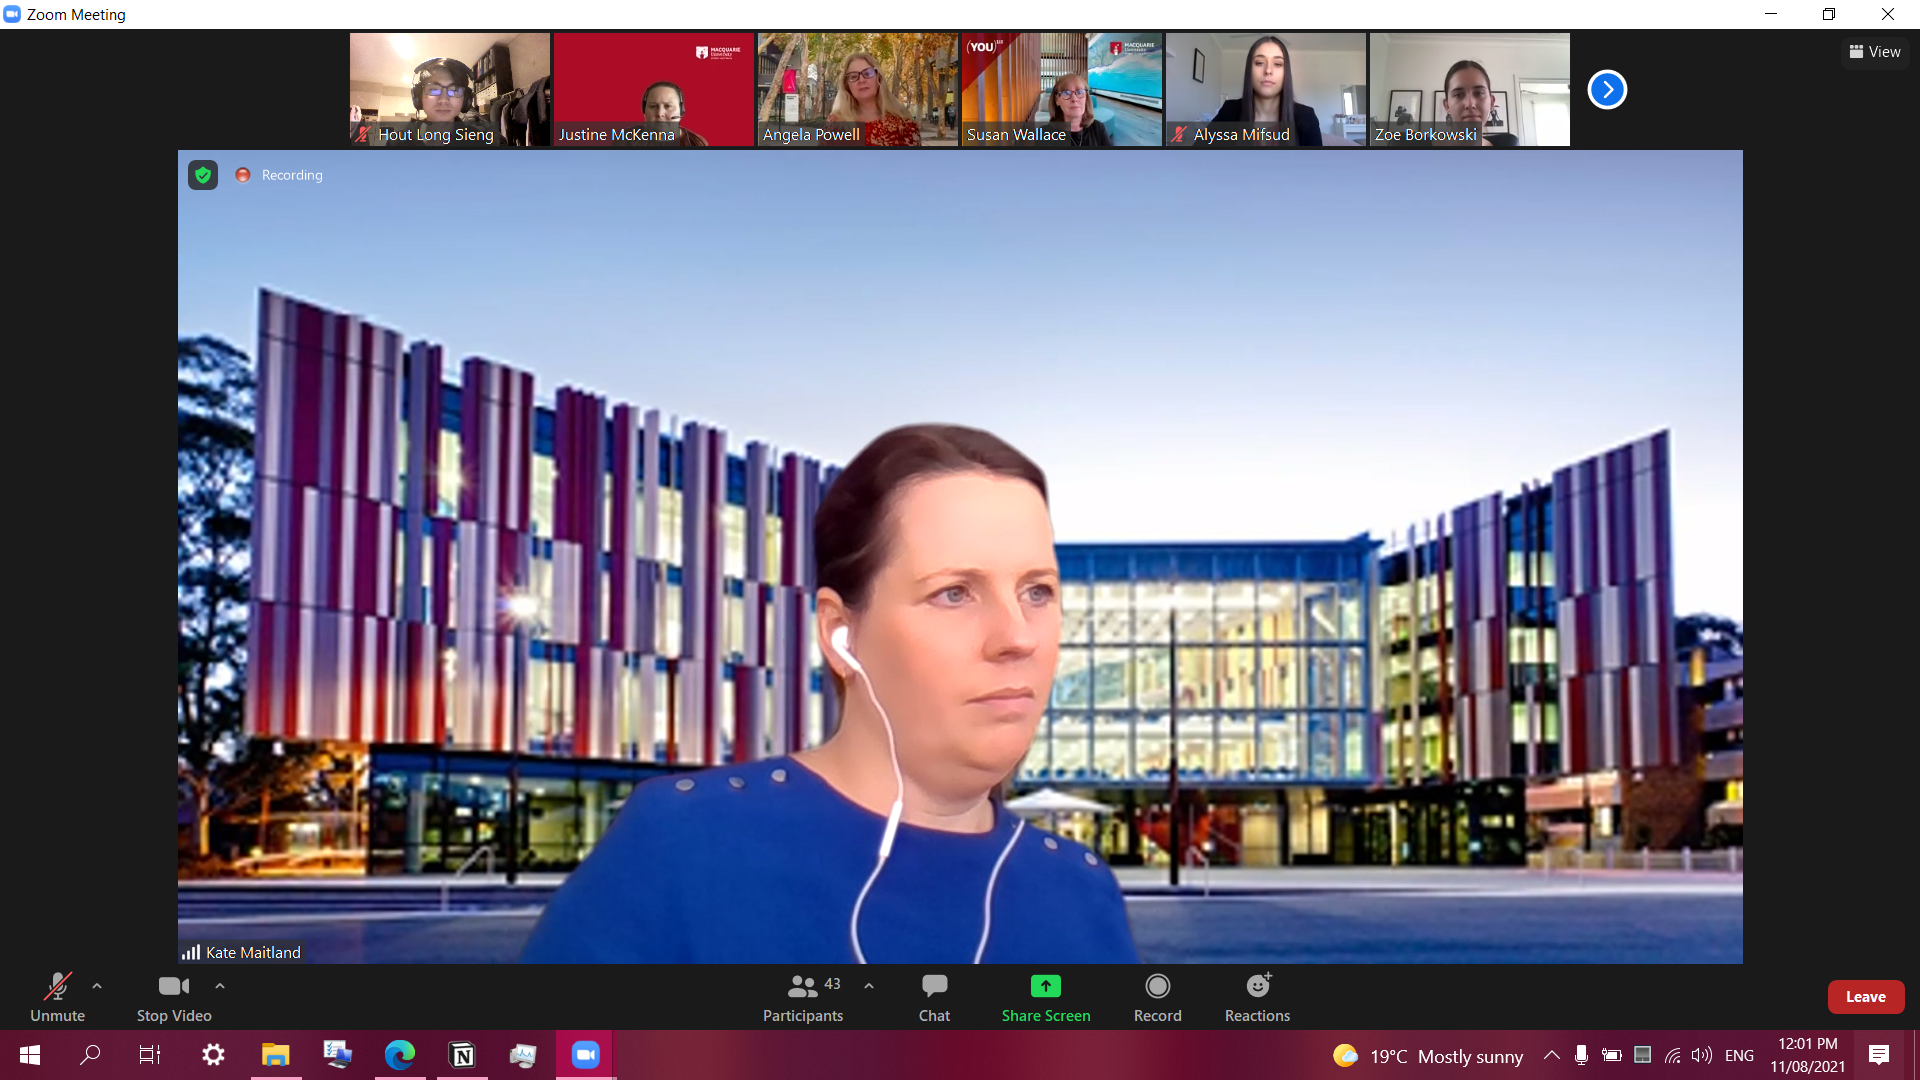 Zoom Meeting
View
Hout Long Sieng
MACQUARIE
University
Justine McKenna
Angela Powell
(YOU)
MACQUARIE
University
Susan Wallace
Alyssa Mifsud
Zoe Borkowski
Recording
Kate Maitland
Unmute
Stop Video
43
Participants
Chat
Share Screen
Record
Reactions
Leave
N
19°C Mostly sunny
ENG
12:01 PM
11/08/2021